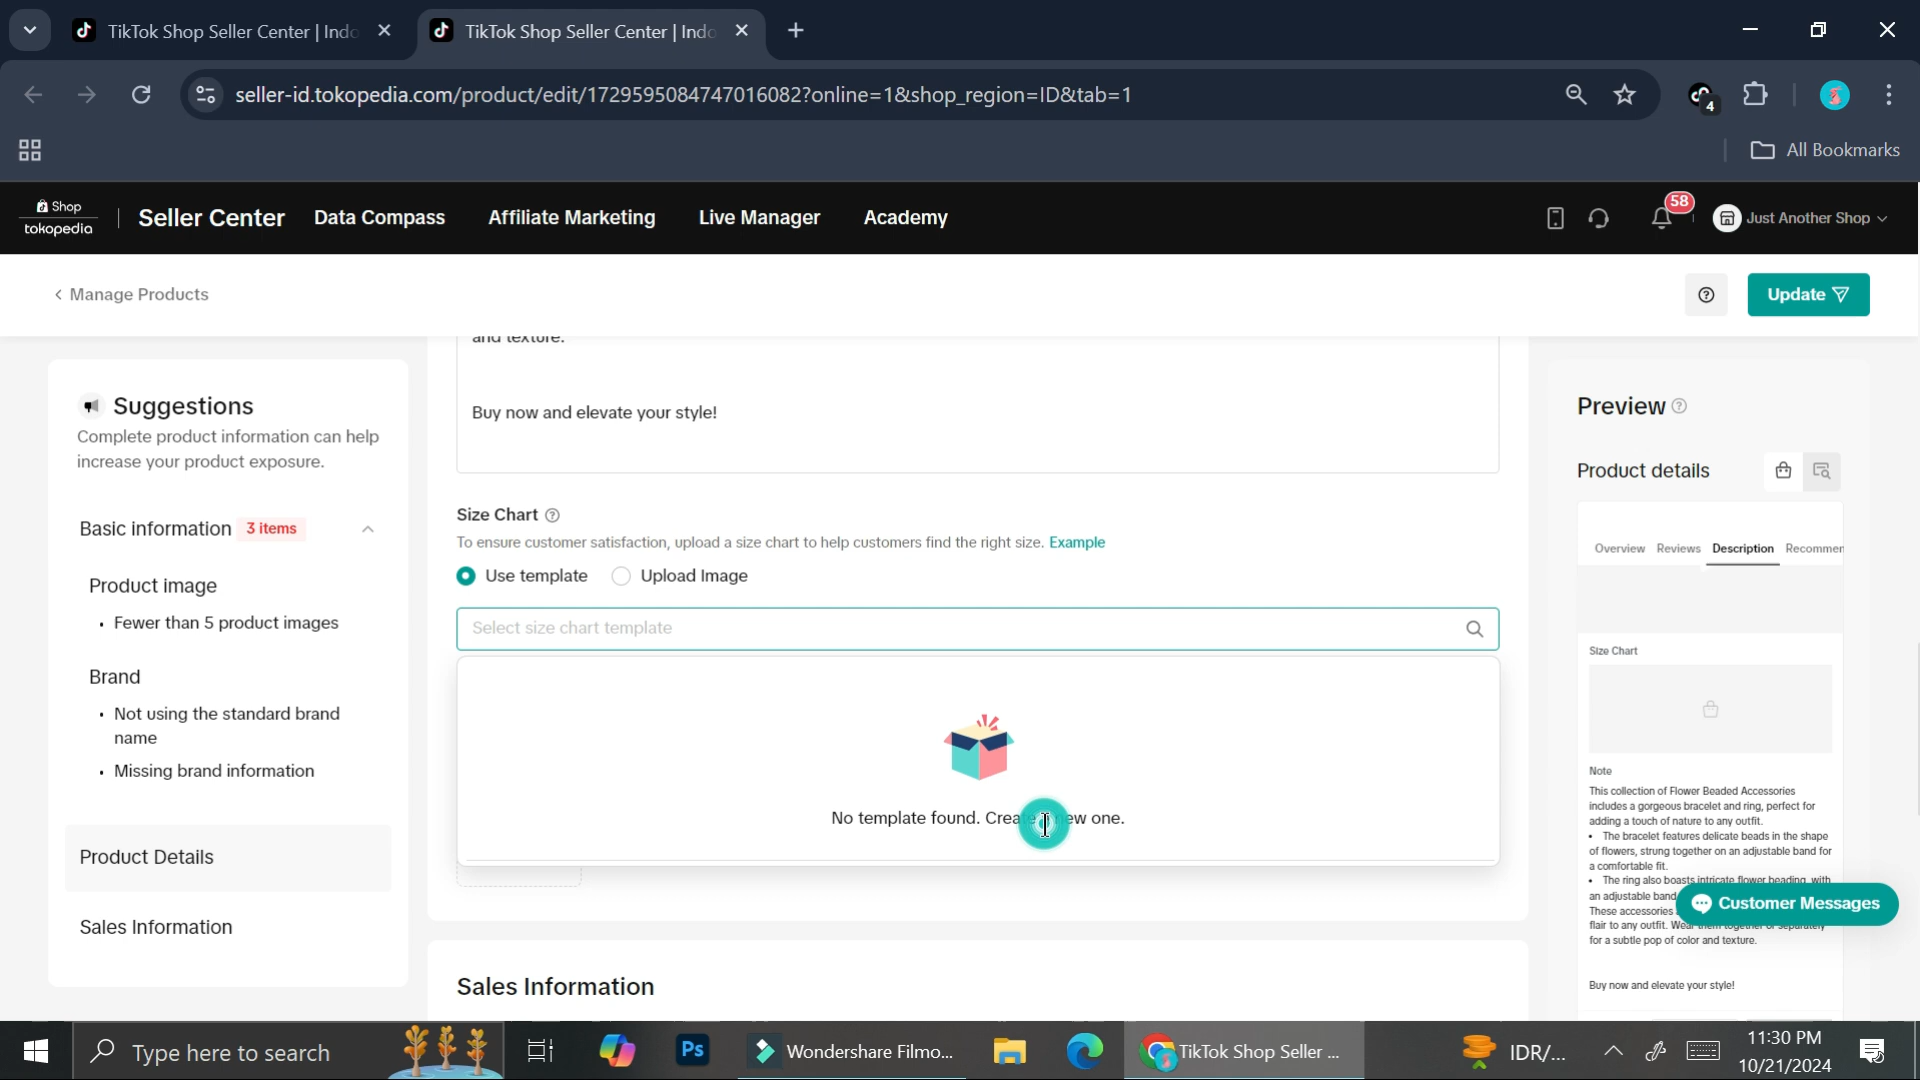 TikTok Shop Seller Center | Indo
TikTok Shop Seller Center | Indo
seller-id.tokopedia.com/product/edit/1729595084747016082?online=1&shop_region=ID&tab=1
4
All Bookmarks
Shop
tokopedia
Seller Center
Data Compass
Affiliate Marketing
Live Manager
Academy
58
Just Another Shop
Manage Products
Update
and texture.
Buy now and elevate your style!
Suggestions
Complete product information can help
increase your product exposure.
Basic information 3 items
Product image
• Fewer than 5 product images
Brand
• Not using the standard brand
name
• Missing brand information
Product Details
Sales Information
Size Chart
To ensure customer satisfaction, upload a size chart to help customers find the right size. Example
Use template
Upload Image
Select size chart template
No template found. Create new one.
Sales Information
Preview
Product details
Overview Reviews Description Recommen
Size Chart
Note
This collection of Flower Beaded Accessories
includes a gorgeous bracelet and ring, perfect for
adding a touch of nature to any outfit.
• The bracelet features delicate beads in the shape
of flowers, strung together on an adjustable band for
a comfortable fit.
• The ring also boasts intricate flower beading, with
an adjustable band
These accessories
flair to any outfit. Wear them together or separately
for a subtle pop of color and texture.
Buy now and elevate your style!
Customer Messages
Type here to search
Ps
Wondershare Filmo...
TikTok Shop Seller ...
IDR/...
11:30 PM
10/21/2024